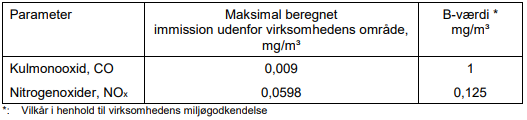 Parameter
Maksimal beregnet
immission udenfor virksomhedens område,
mg/m³
B-værdi *
mg/m³
Kulmonooxid, CO 0,009 1
Nitrogenoxider, NOx 0,0598 0,125
*: Vilkår i henhold til virksomhedens miljøgodkendelse